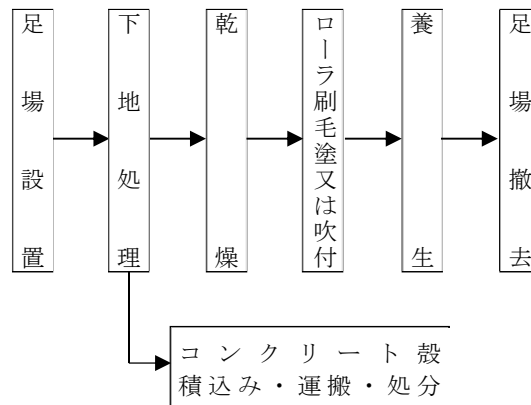 足場設置
下地処理
乾燥
ローラ刷毛塗又は吹付
養生
足場撤去
コンクリート殻
積込み・運搬・処分